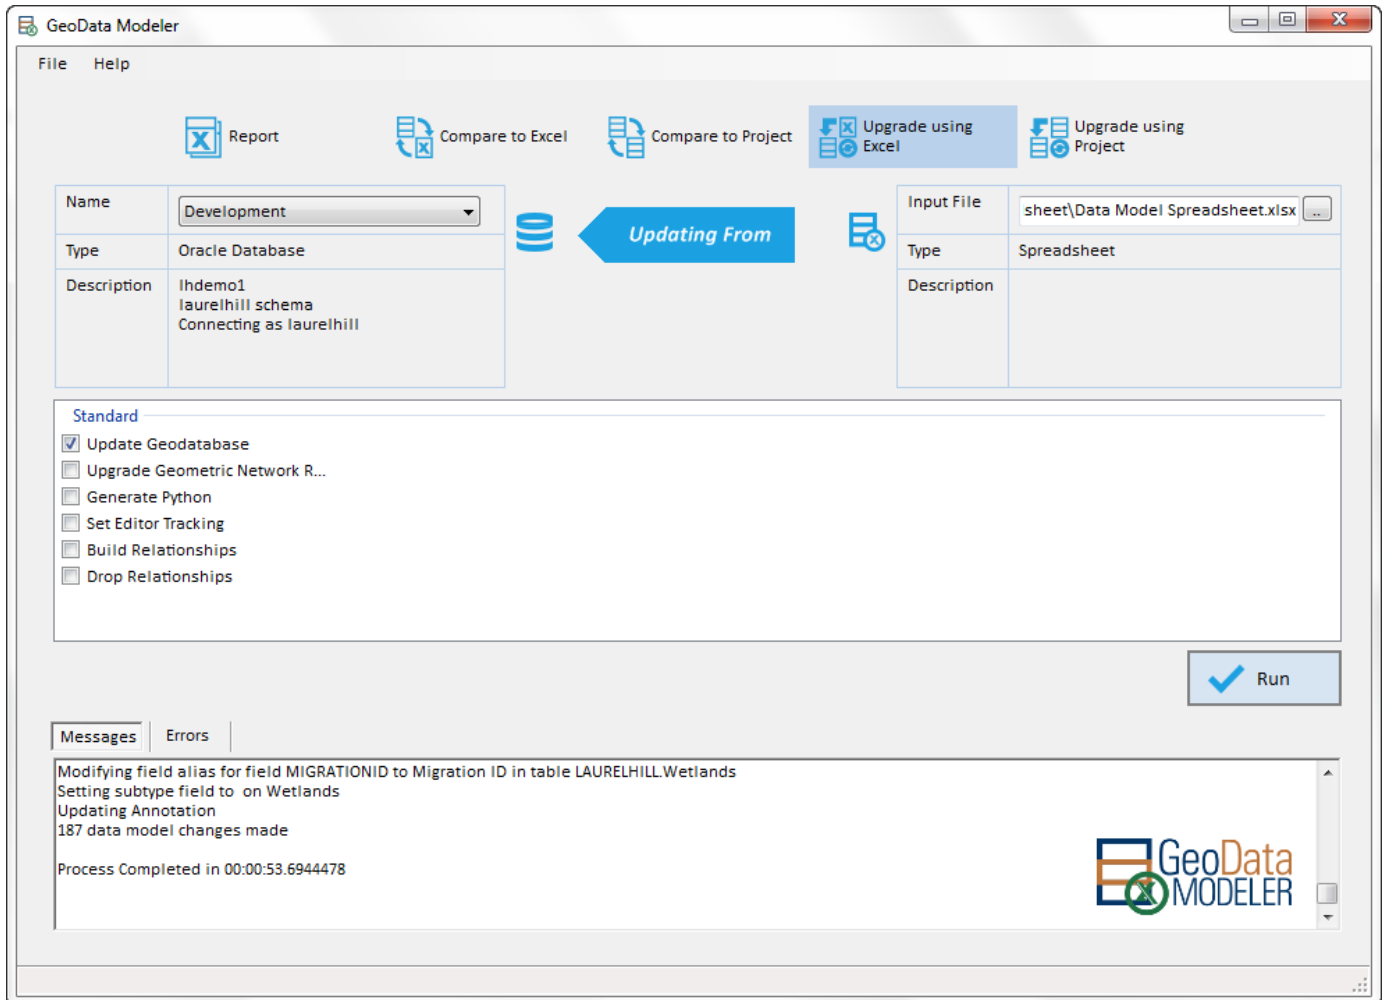 GeoData Modeler
File Help
Report
Compare to Excel
Compare to Project
Upgrade using
Excel
Upgrade using
Project
Name
Development
Type
Oracle Database
Description
lhdemo1
laurelhill schema
Connecting as laurelhill
Updating From
Input File
sheet\Data Model Spreadsheet.xlsx
..
Type
Spreadsheet
Description
Standard
Update Geodatabase
Upgrade Geometric Network R...
Generate Python
Set Editor Tracking
Build Relationships
Drop Relationships
Run
Messages Errors
Modifying field alias for field MIGRATIONID to Migration ID in table LAURELHILL.Wetlands
Setting subtype field to  on Wetlands
Updating Annotation
187 data model changes made
Process Completed in 00:00:53.6944478
GeoData
MODELER